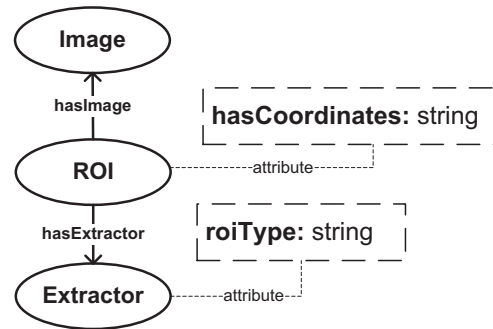 Image
hasImage
hasCoordinates: string
ROI
attribute
hasExtractor
roiType: string
Extractor
attribute